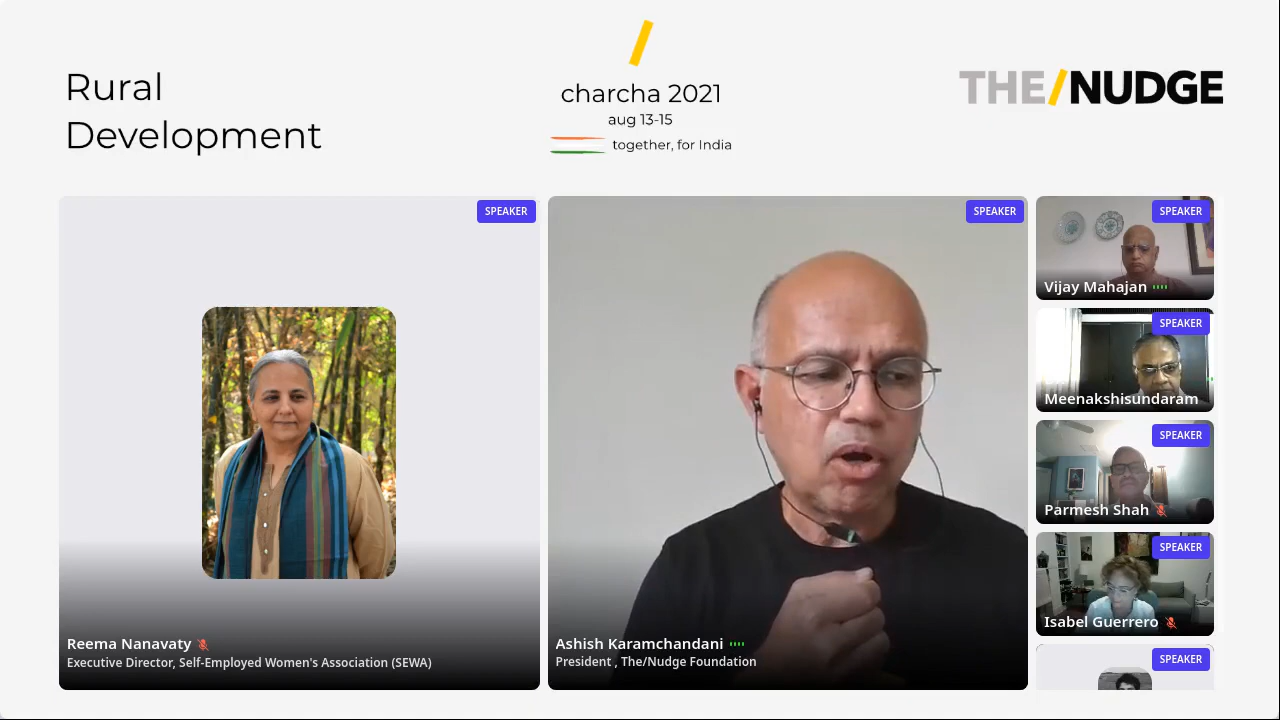 Rural
Development
charcha 2021
aug 13-15
together, for India
THE/NUDGE
SPEAKER
Reema Nanavaty
Executive Director, Self-Employed Women's Association (SEWA)
SPEAKER
Ashish Karamchandani
President , The/Nudge Foundation
SPEAKER
Vijay Mahajan
SPEAKER
Meenakshisundaram
SPEAKER
Parmesh Shah
SPEAKER
Isabel Guerrero
SPEAKER